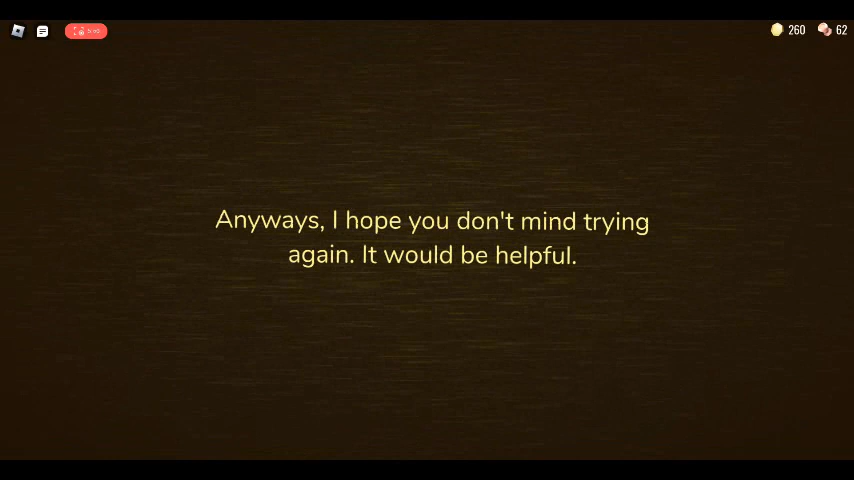 260
62
Anyways, I hope you don't mind trying
again. It would be helpful.